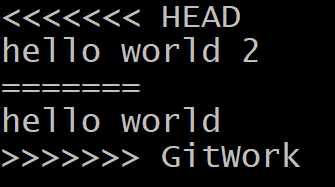 <<<<<<< HEAD
hello world 2
=======
hello world
>>>>>>> GitWork